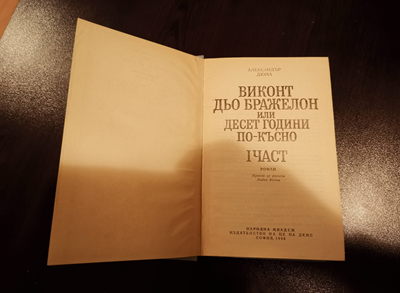 АЛЕКСАНДЪР
ДЮМА
ВИКОНТ
ДЬО БРАЖЕЛОН
ИЛИ
ДЕСЕТ ГОДИНИ
ПО-КЪСНО
I ЧАСТ
РОМАН
НАРОДНА МЛАДЕЖ
ИЗДАТЕЛСТВО НА ЦК НА ДКМС
СОФИЯ,